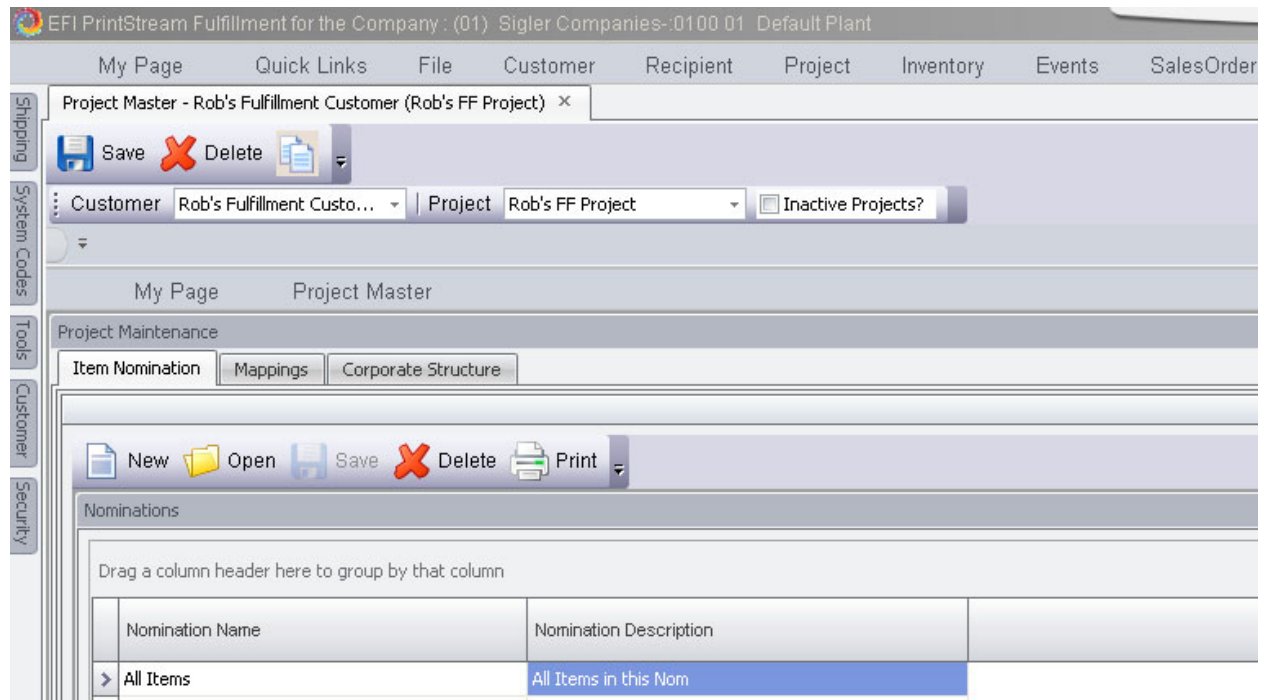 EFI PrintStream Fulfillment for the Company : (01) Sigler Companies-:0100 01 Default Plant
My Page Quick Links File Customer Recipient Project Inventory Events SalesOrder
Project Master - Rob's Fulfillment Customer (Rob's FF Project) ×
Save Delete
Customer Rob's Fulfillment Custo... | Project Rob's FF Project Inactive Projects?
My Page Project Master
Project Maintenance
Item Nomination Mappings Corporate Structure
New Open Save Delete Print
Nominations
Drag a column header here to group by that column
Nomination Name Nomination Description
All Items All Items in this Nom
Shipping
System Codes
Tools
Customer
Security